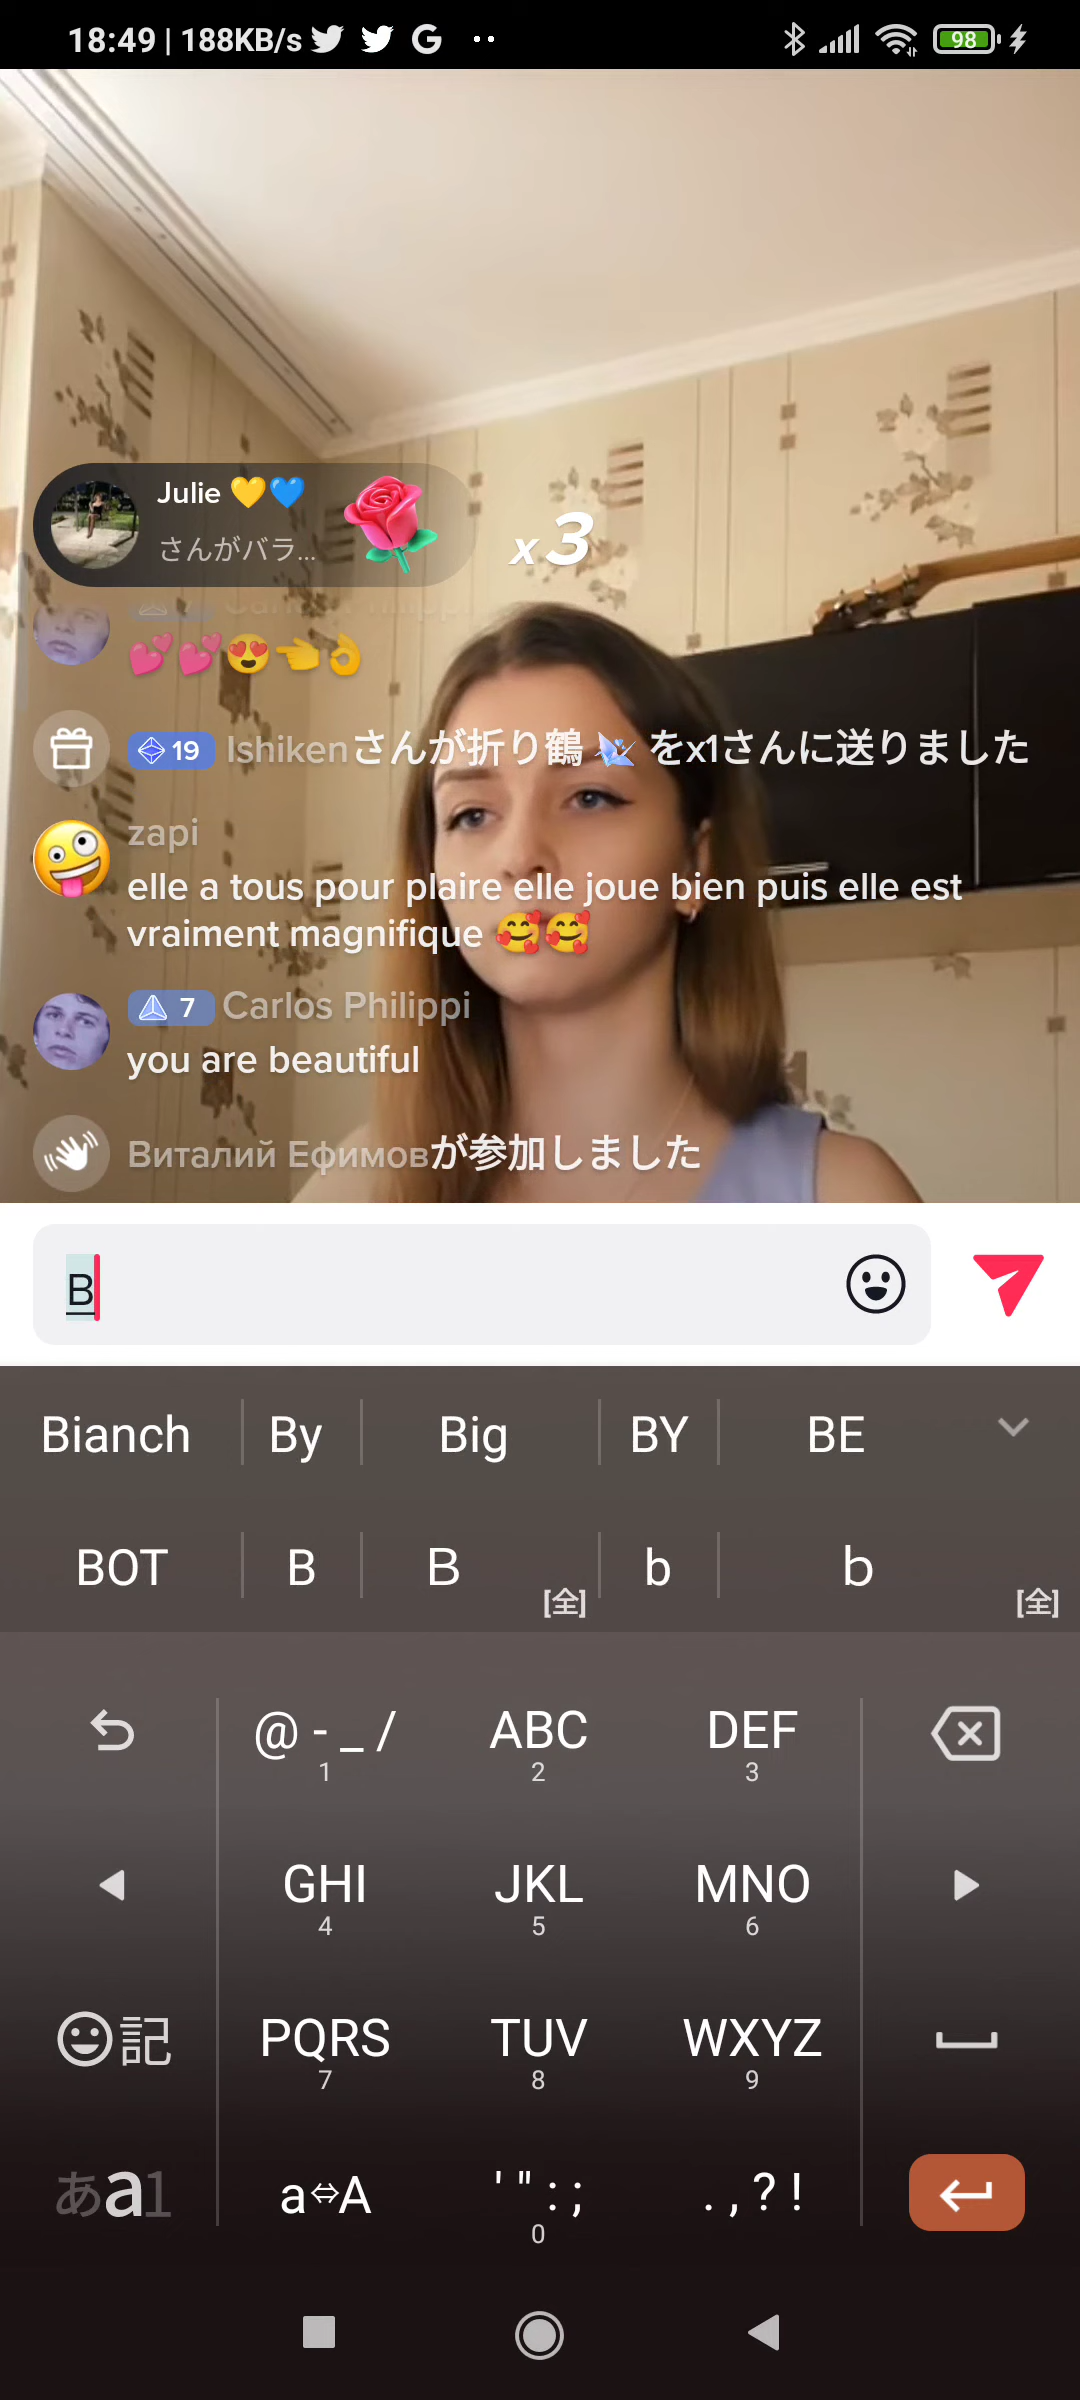 18:49 | 188KB/s
98
Julie 💛💙
さんがバラ...
x3
💕💕😍👈👌
19 Ishikenさんが折り鶴 をx1さんに送りました
zapi
elle a tous pour plaire elle joue bien puis elle est
vraiment magnifique 🥰🥰
7 Carlos Philippi
you are beautiful
Виталий Ефимовが参加しました
B
Bianch By Big BY BE
BOT B B [全] b b [全]
@ - _ / ABC DEF
1 2 3
GHI JKL MNO
4 5 6
記 PQRS TUV WXYZ
7 8 9
あa1 a⇔A ' " : ; . , ? !
0